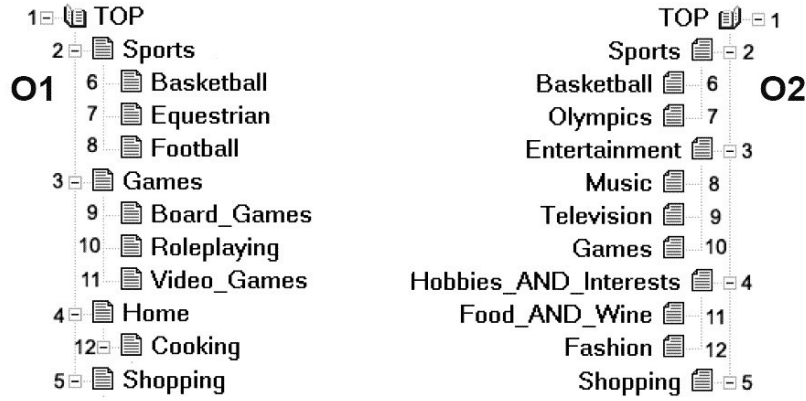 1 TOP TOP 1
2 Sports Sports 2
O1 6 Basketball Basketball 6 O2
7 Equestrian Olympics 7
8 Football Entertainment 3
3 Games Music 8
9 Board_Games Television 9
10 Roleplaying Games 10
11 Video_Games Hobbies_AND_Interests 4
4 Home Food_AND_Wine 11
12 Cooking Fashion 12
5 Shopping Shopping 5